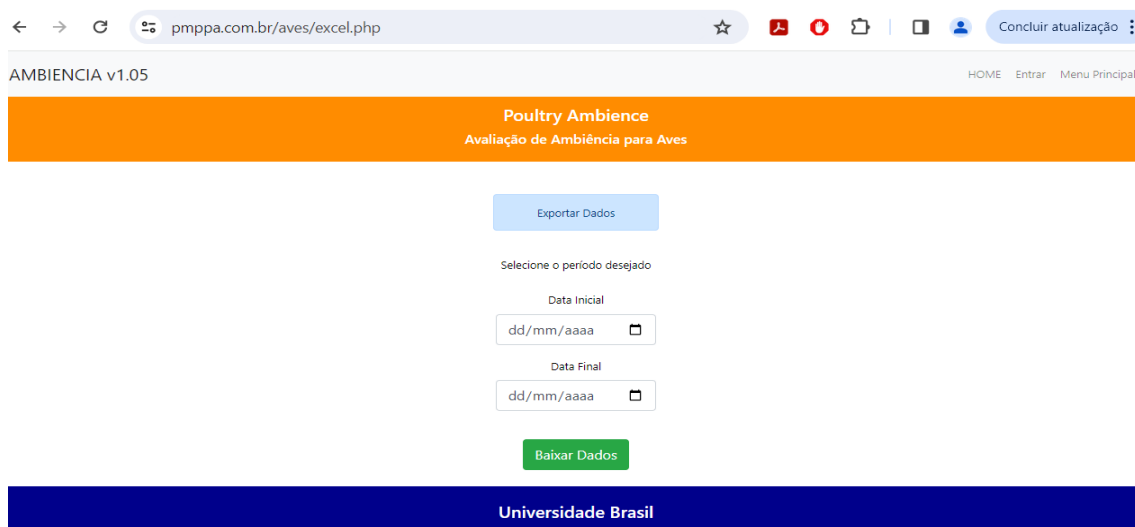 pmppa.com.br/aves/excel.php
Concluir atualização
AMBIENCIA v1.05
HOME Entrar Menu Principal
Poultry Ambience
Avaliação de Ambiência para Aves
Exportar Dados
Selecione o período desejado
Data Inicial
dd/mm/aaaa
Data Final
dd/mm/aaaa
Baixar Dados
Universidade Brasil